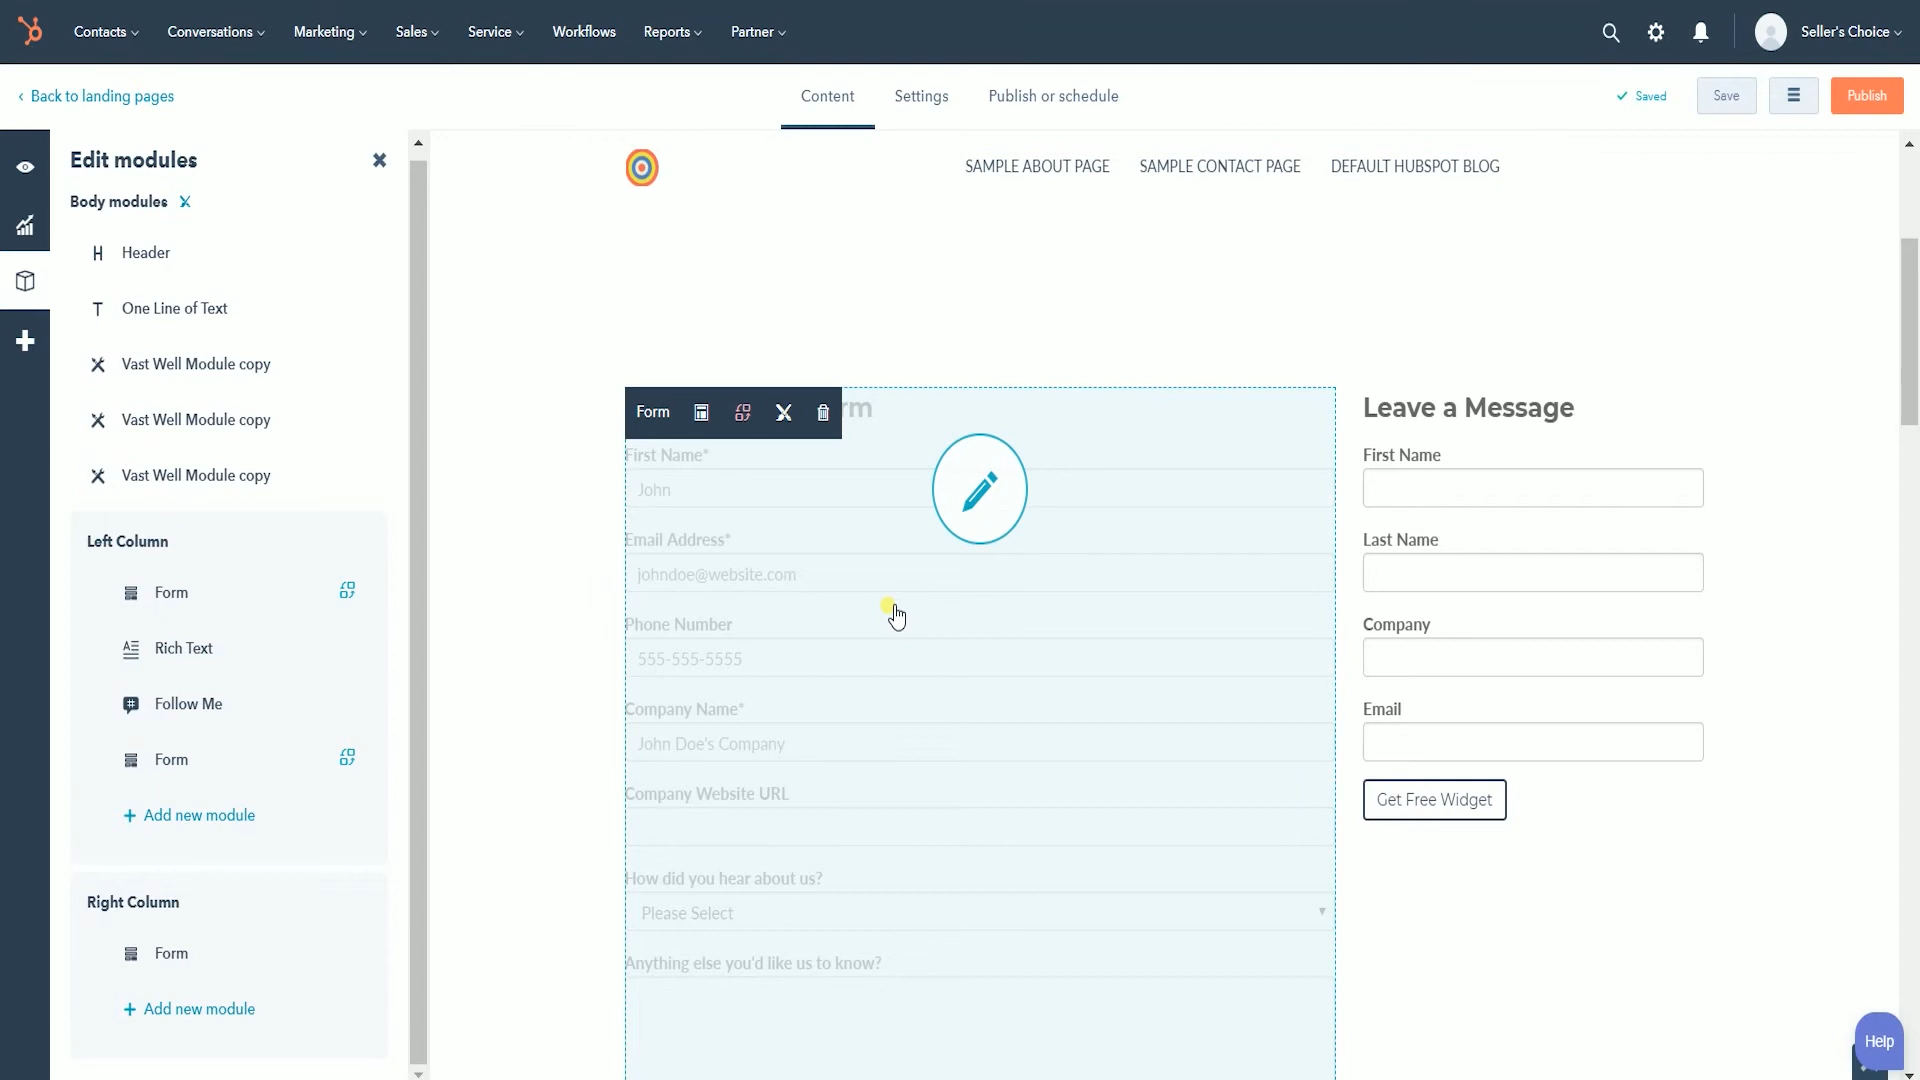 Contacts
Conversations
Marketing
Sales
Service
Workflows
Reports
Partner
Seller's Choice
Back to landing pages
Content
Settings
Publish or schedule
Saved
Save
Publish
Edit modules
Body modules
Header
One Line of Text
Vast Well Module copy
Vast Well Module copy
Vast Well Module copy
Left Column
Form
Rich Text
Follow Me
Form
+ Add new module
Right Column
Form
+ Add new module
SAMPLE ABOUT PAGE
SAMPLE CONTACT PAGE
DEFAULT HUBSPOT BLOG
Form
First Name*
John
Email Address*
johndoe@website.com
Phone Number
555-555-5555
Company Name*
John Doe's Company
Company Website URL
How did you hear about us?
Please Select
Anything else you'd like us to know?
Leave a Message
First Name
Last Name
Company
Email
Get Free Widget
Help